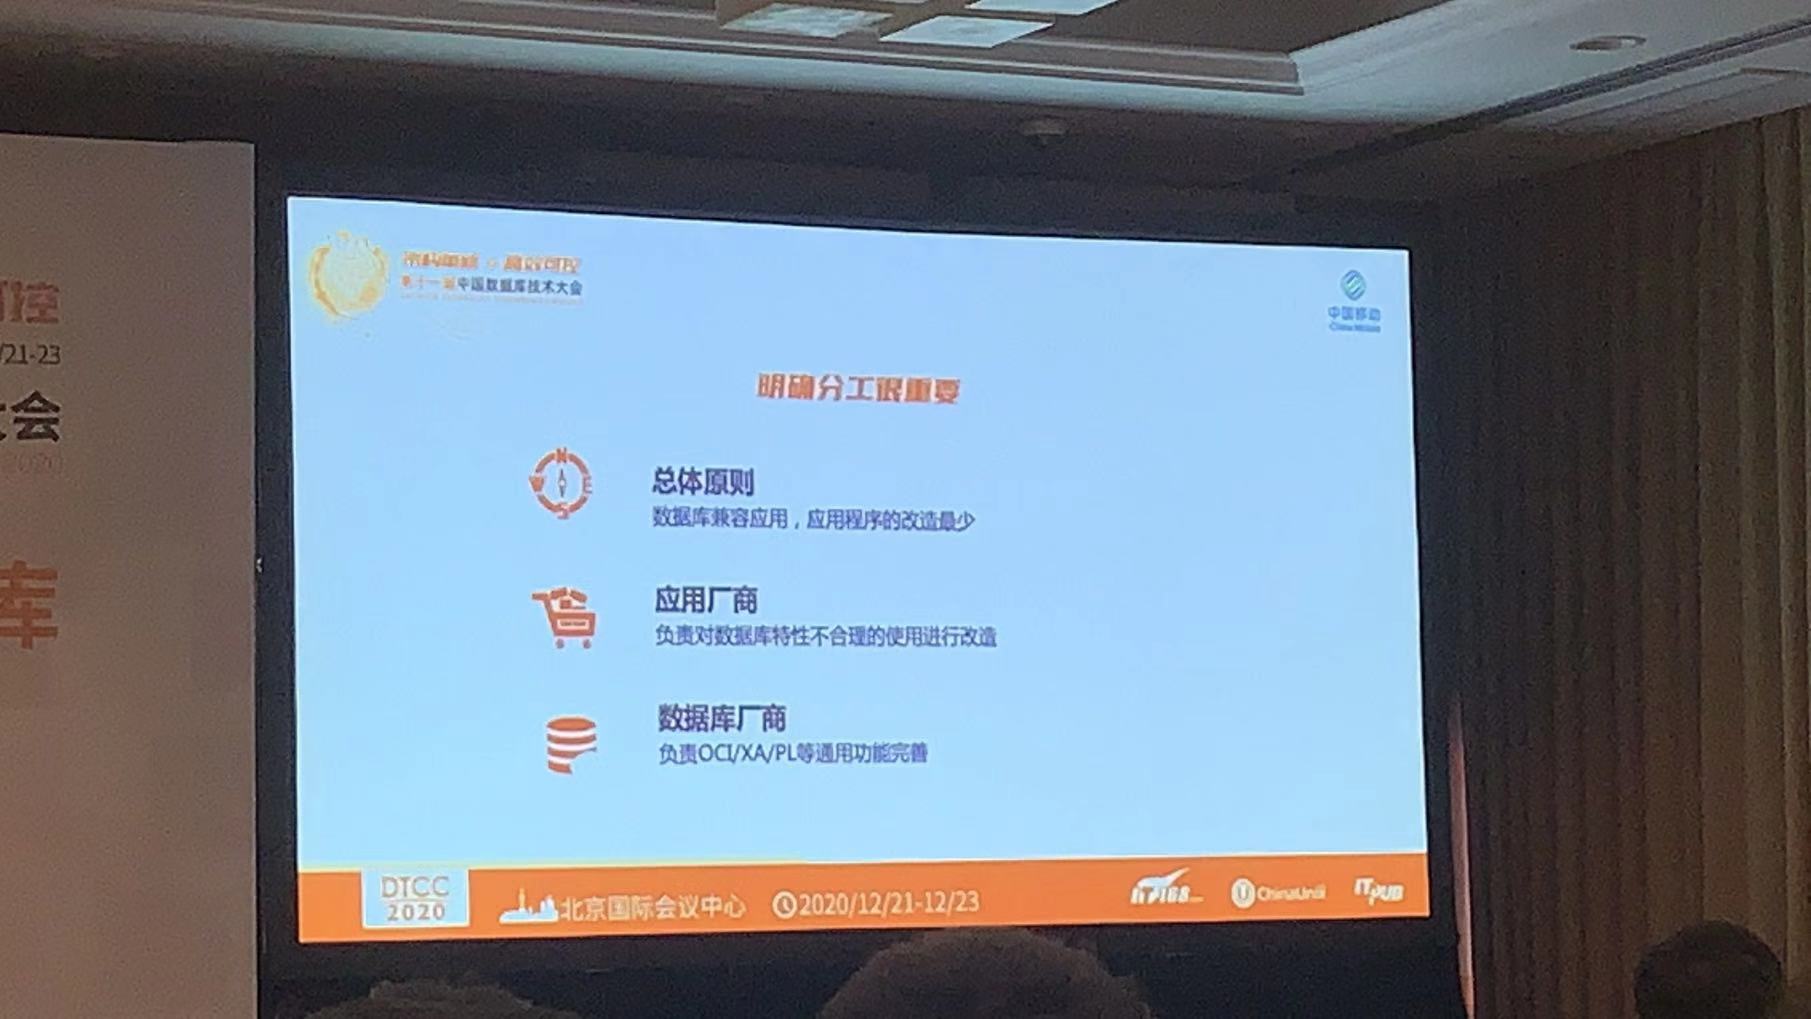 可控
/21-23
大会
2020
库
架构革新 · 高效可控
第十一届中国数据库技术大会
中国移动
China Mobile
明确分工很重要
总体原则
数据库兼容应用，应用程序的改造最少
应用厂商
负责对数据库特性不合理的使用进行改造
数据库厂商
负责OCI/XA/PL等通用功能完善
DTCC
2020
北京国际会议中心
2020/12/21-12/23
ITPUB
ChinaUnix